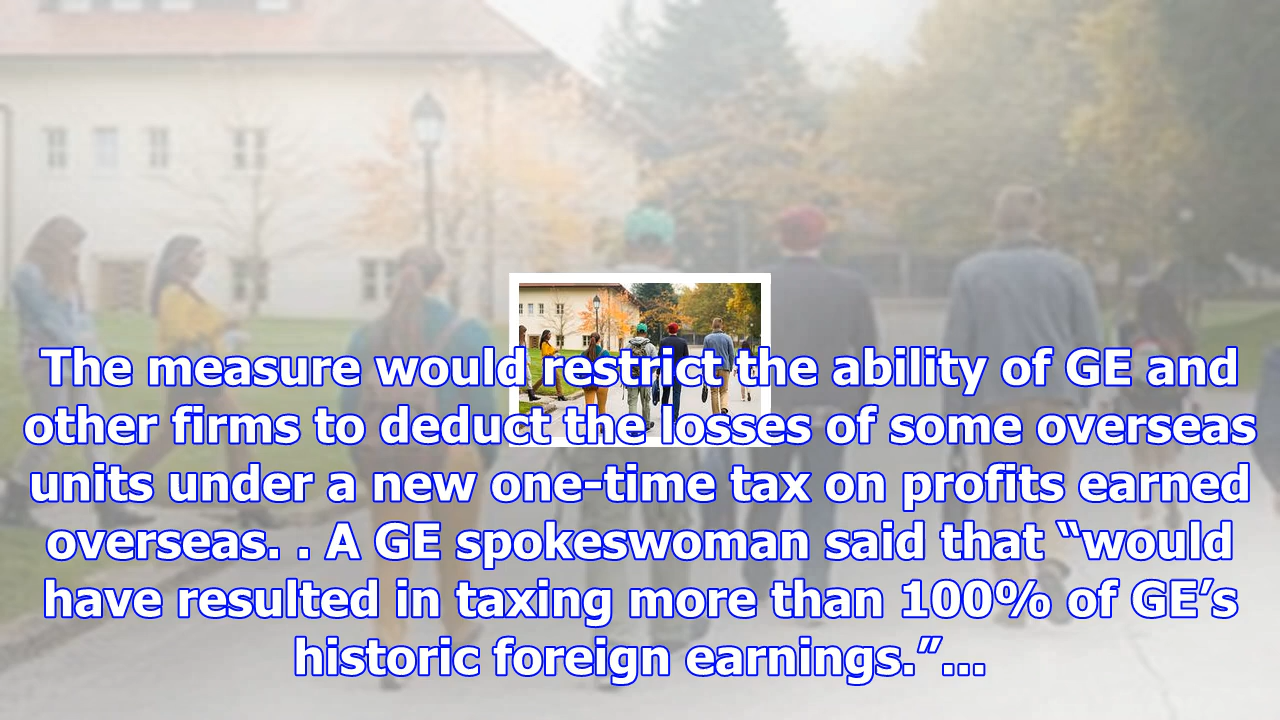 The measure would restrict the ability of GE and
other firms to deduct the losses of some overseas
units under a new one-time tax on profits earned
overseas. . A GE spokeswoman said that “would
have resulted in taxing more than 100% of GE’s
historic foreign earnings.”...